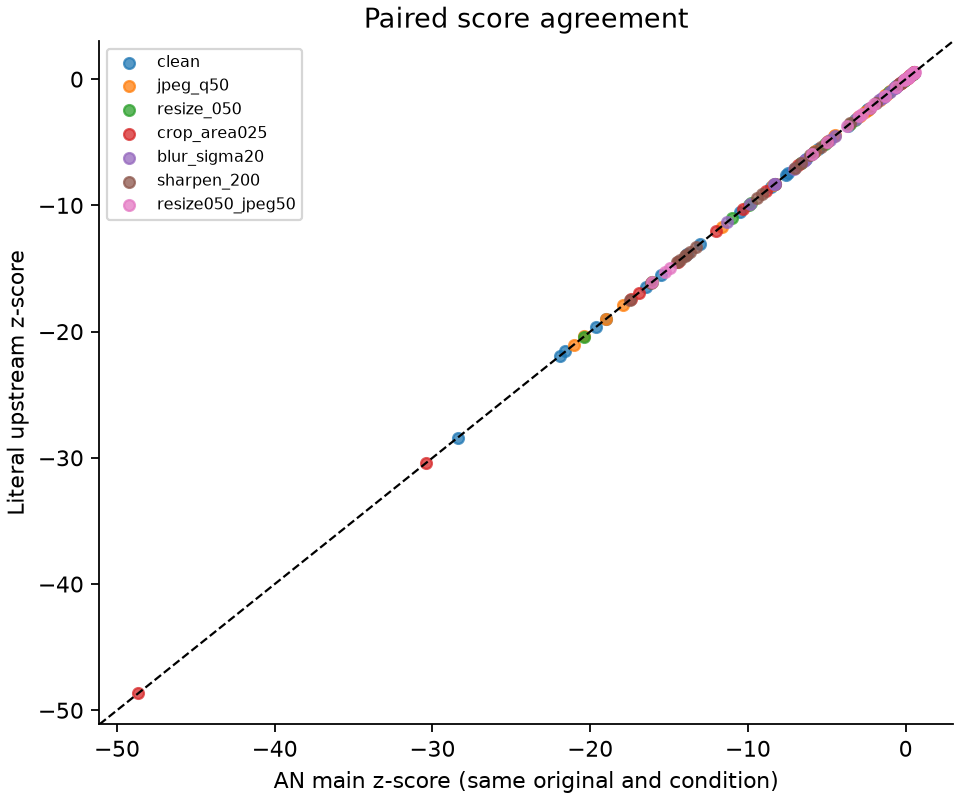 Paired score agreement
clean
jpeg_q50
resize_050
crop_area025
blur_sigma20
sharpen_200
resize050_jpeg50
0
−10
−20
−30
−40
−50
Literal upstream z-score
−50
−40
−30
−20
−10
0
AN main z-score (same original and condition)